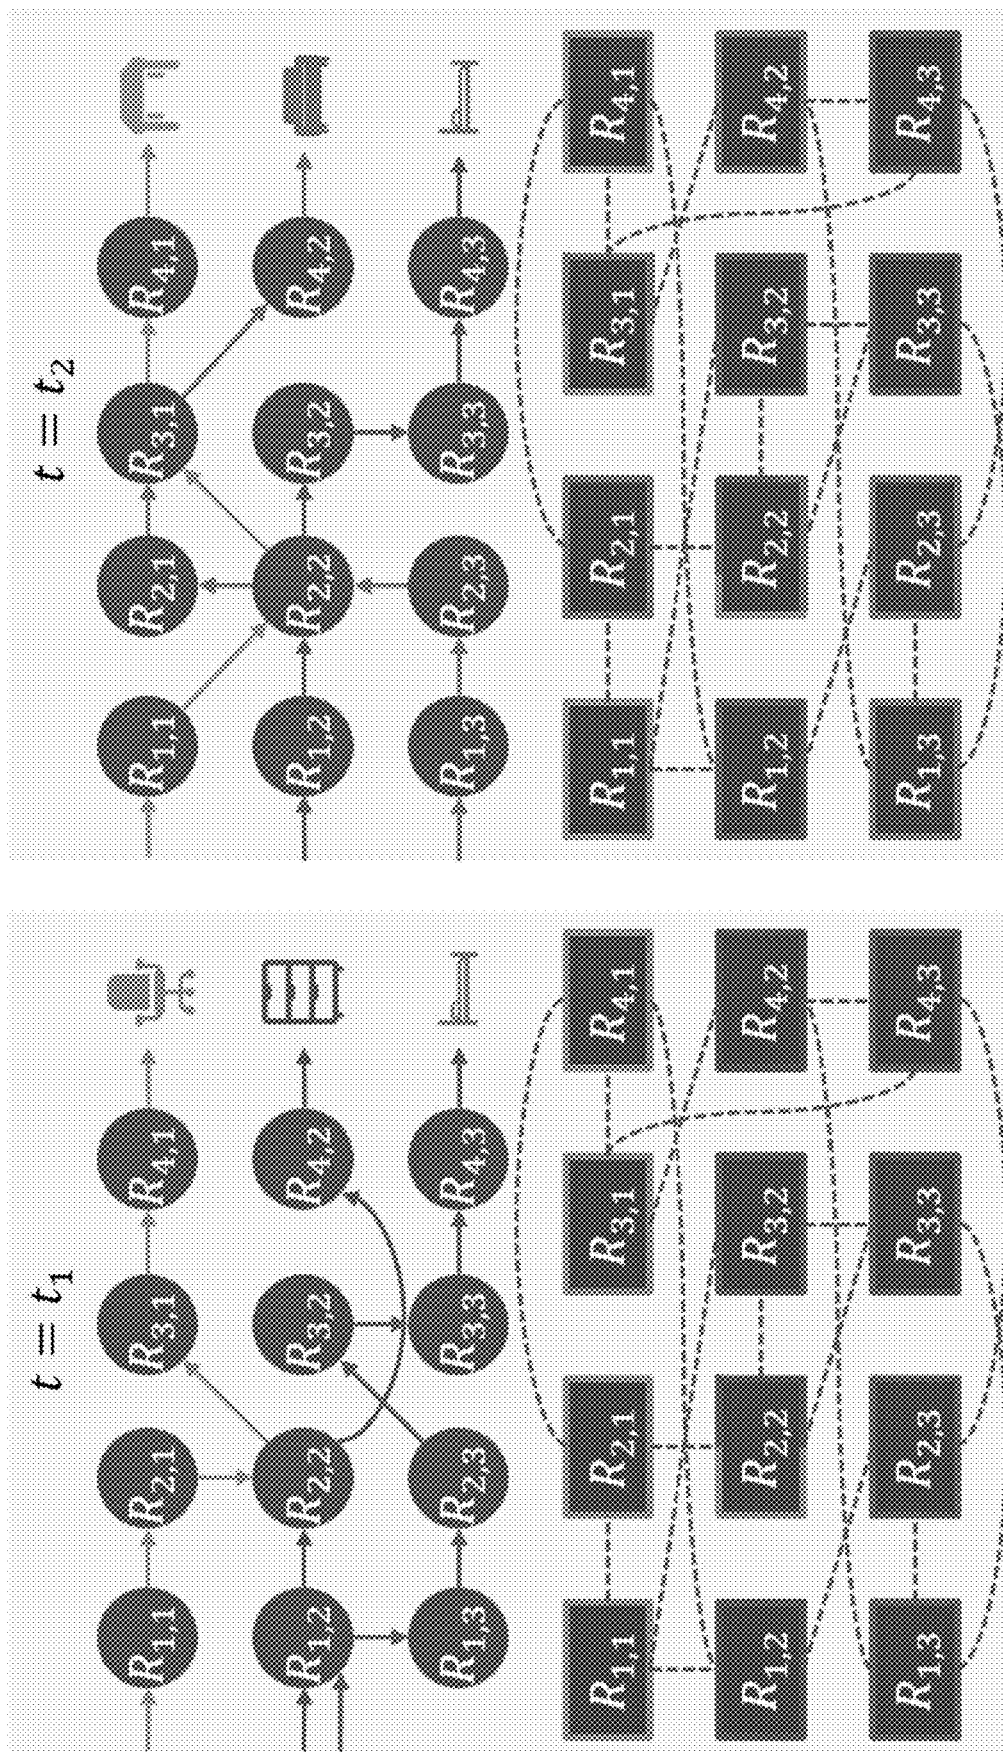 t = t₁
R₁,₁ R₂,₁ R₃,₁ R₄,₁
R₁,₂ R₂,₂ R₃,₂ R₄,₂
R₁,₃ R₂,₃ R₃,₃ R₄,₃
R₁,₁ R₂,₁ R₃,₁ R₄,₁
R₁,₂ R₂,₂ R₃,₂ R₄,₂
R₁,₃ R₂,₃ R₃,₃ R₄,₃
t = t₂
R₁,₁ R₂,₁ R₃,₁ R₄,₁
R₁,₂ R₂,₂ R₃,₂ R₄,₂
R₁,₃ R₂,₃ R₃,₃ R₄,₃
R₁,₁ R₂,₁ R₃,₁ R₄,₁
R₁,₂ R₂,₂ R₃,₂ R₄,₂
R₁,₃ R₂,₃ R₃,₃ R₄,₃